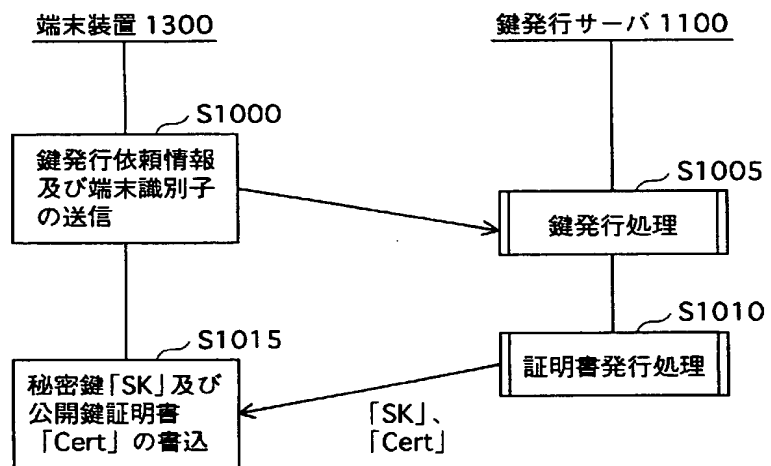 端末装置 1300
鍵発行サーバ 1100
S1000
鍵発行依頼情報
及び端末識別子
の送信
S1005
鍵発行処理
S1010
証明書発行処理
S1015
秘密鍵「SK」及び
公開鍵証明書
「Cert」の書込
「SK」、
「Cert」